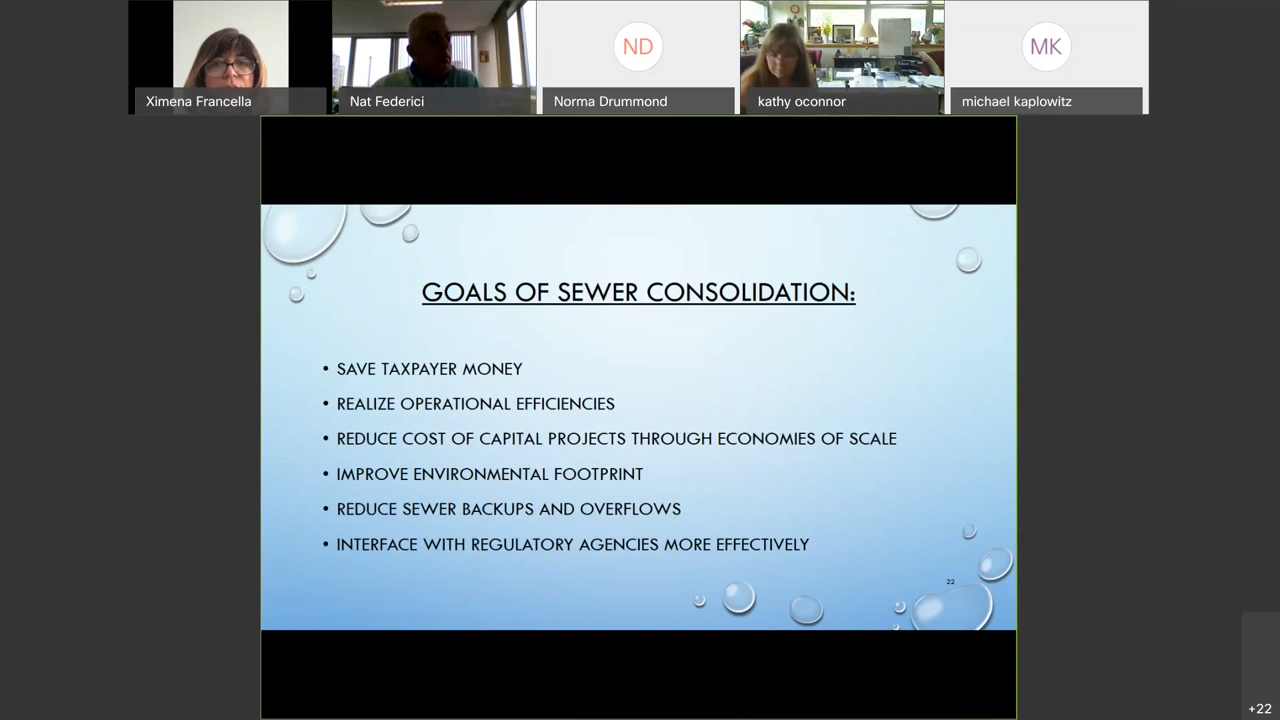 Ximena Francella
Nat Federici
ND
Norma Drummond
kathy oconnor
MK
michael kaplowitz
GOALS OF SEWER CONSOLIDATION:
• SAVE TAXPAYER MONEY
• REALIZE OPERATIONAL EFFICIENCIES
• REDUCE COST OF CAPITAL PROJECTS THROUGH ECONOMIES OF SCALE
• IMPROVE ENVIRONMENTAL FOOTPRINT
• REDUCE SEWER BACKUPS AND OVERFLOWS
• INTERFACE WITH REGULATORY AGENCIES MORE EFFECTIVELY
22
+22